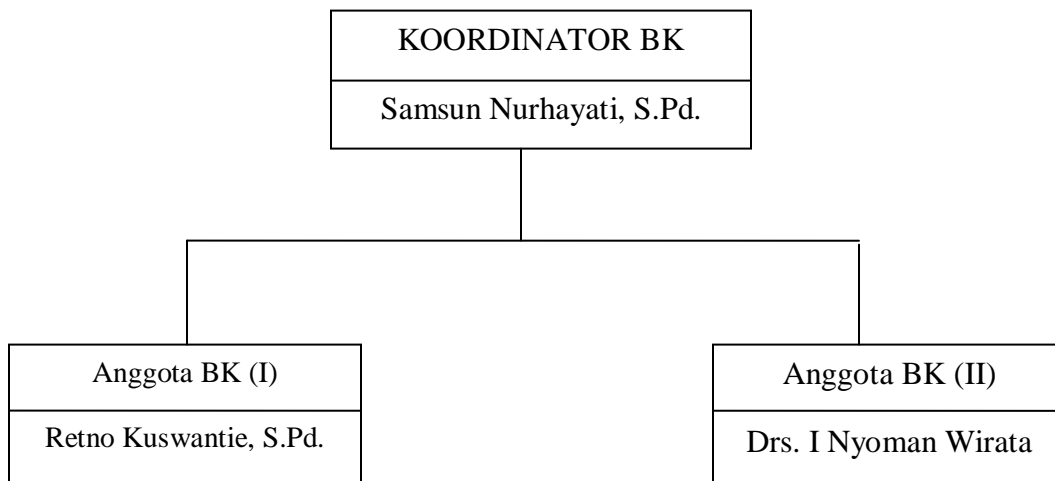 KOORDINATOR BK
Samsun Nurhayati, S.Pd.
Anggota BK (I)
Retno Kuswantie, S.Pd.
Anggota BK (II)
Drs. I Nyoman Wirata